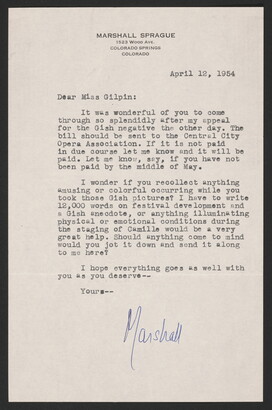 MARSHALL SPRAGUE
1523 WOOD AVE.
COLORADO SPRINGS
COLORADO
April 12, 1954
Dear Miss Gilpin:
It was wonderful of you to come
through so splendidly after my appeal
for the Gish negative the other day. The
bill should be sent to the Central City
Opera Association. If it is not paid
in due course let me know and it will be
paid. Let me know, say, if you have not
been paid by the middle of May.
I wonder if you recollect anything
amusing or colorful occurring while you
took those Gish pictures? I have to write
12,000 words on festival development and
a Gish anecdote, or anything illuminating
physical or emotional conditions during
the staging of Camille would be a very
great help. Should anything come to mind
would you jot it down and send it along
to me here?
I hope everything goes as well with
you as you deserve--
Yours--
Marshall